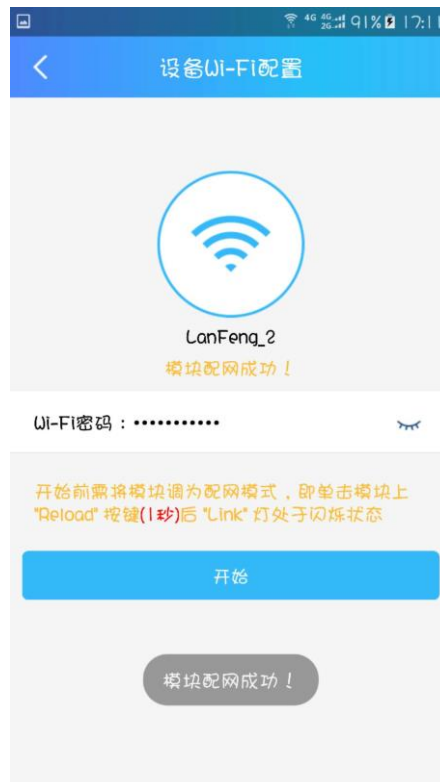 4G 4G 2G 91% 17:11
设备Wi-Fi配置
LanFeng_2
模块配网成功！
Wi-Fi密码：•••••••••••
开始前需将模块调为配网模式，即单击模块上
"Reload" 按键(1秒)后 "Link" 灯处于闪烁状态
开始
模块配网成功！